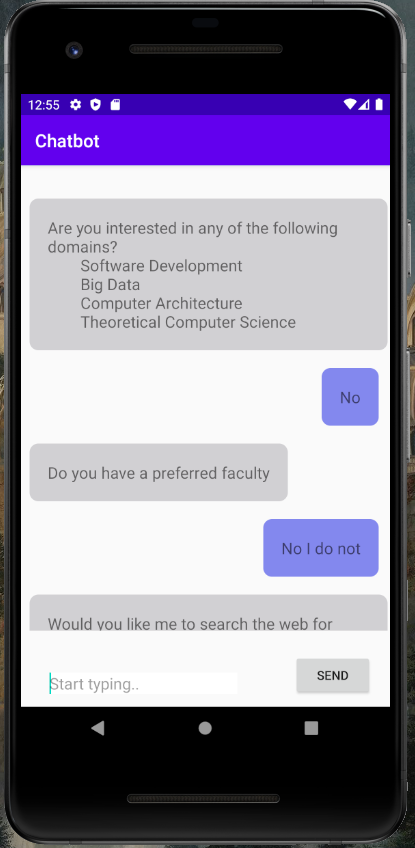 12:55
Chatbot
Are you interested in any of the following
domains?
Software Development
Big Data
Computer Architecture
Theoretical Computer Science
No
Do you have a preferred faculty
No I do not
Would you like me to search the web for
Start typing..
SEND